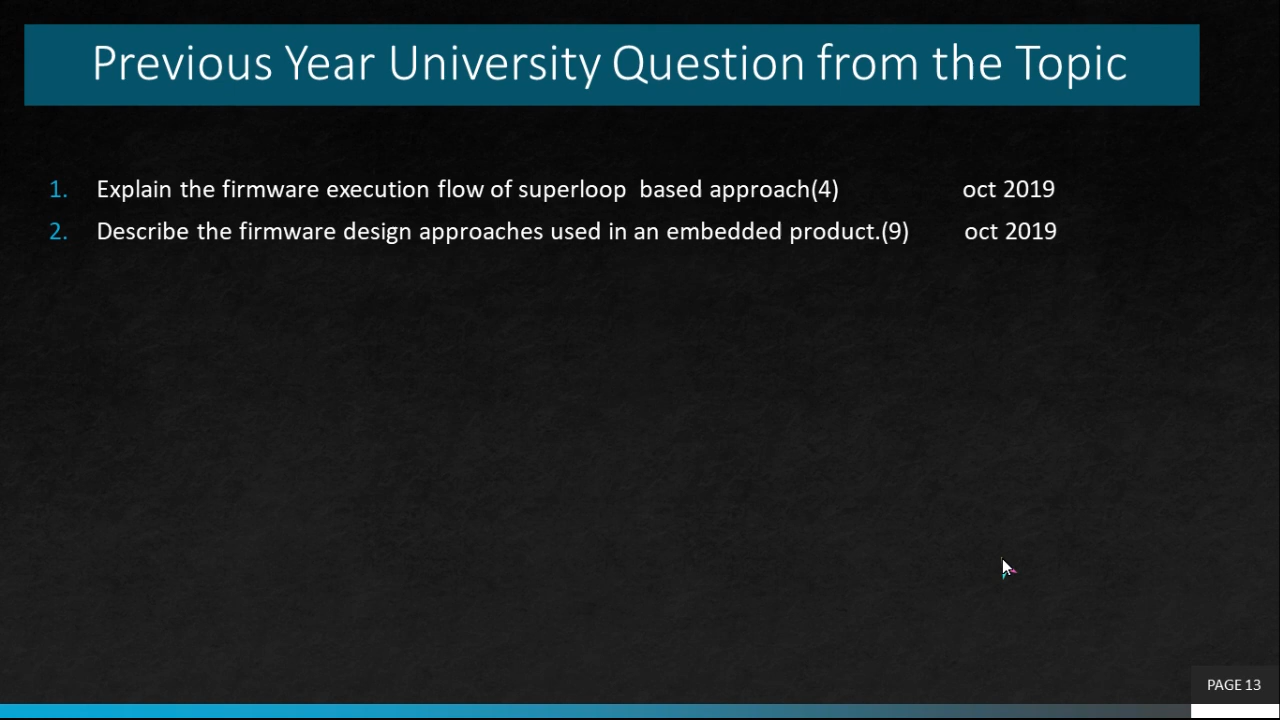 Previous Year University Question from the Topic
1. Explain the firmware execution flow of superloop based approach(4) oct 2019
2. Describe the firmware design approaches used in an embedded product.(9) oct 2019
PAGE 13